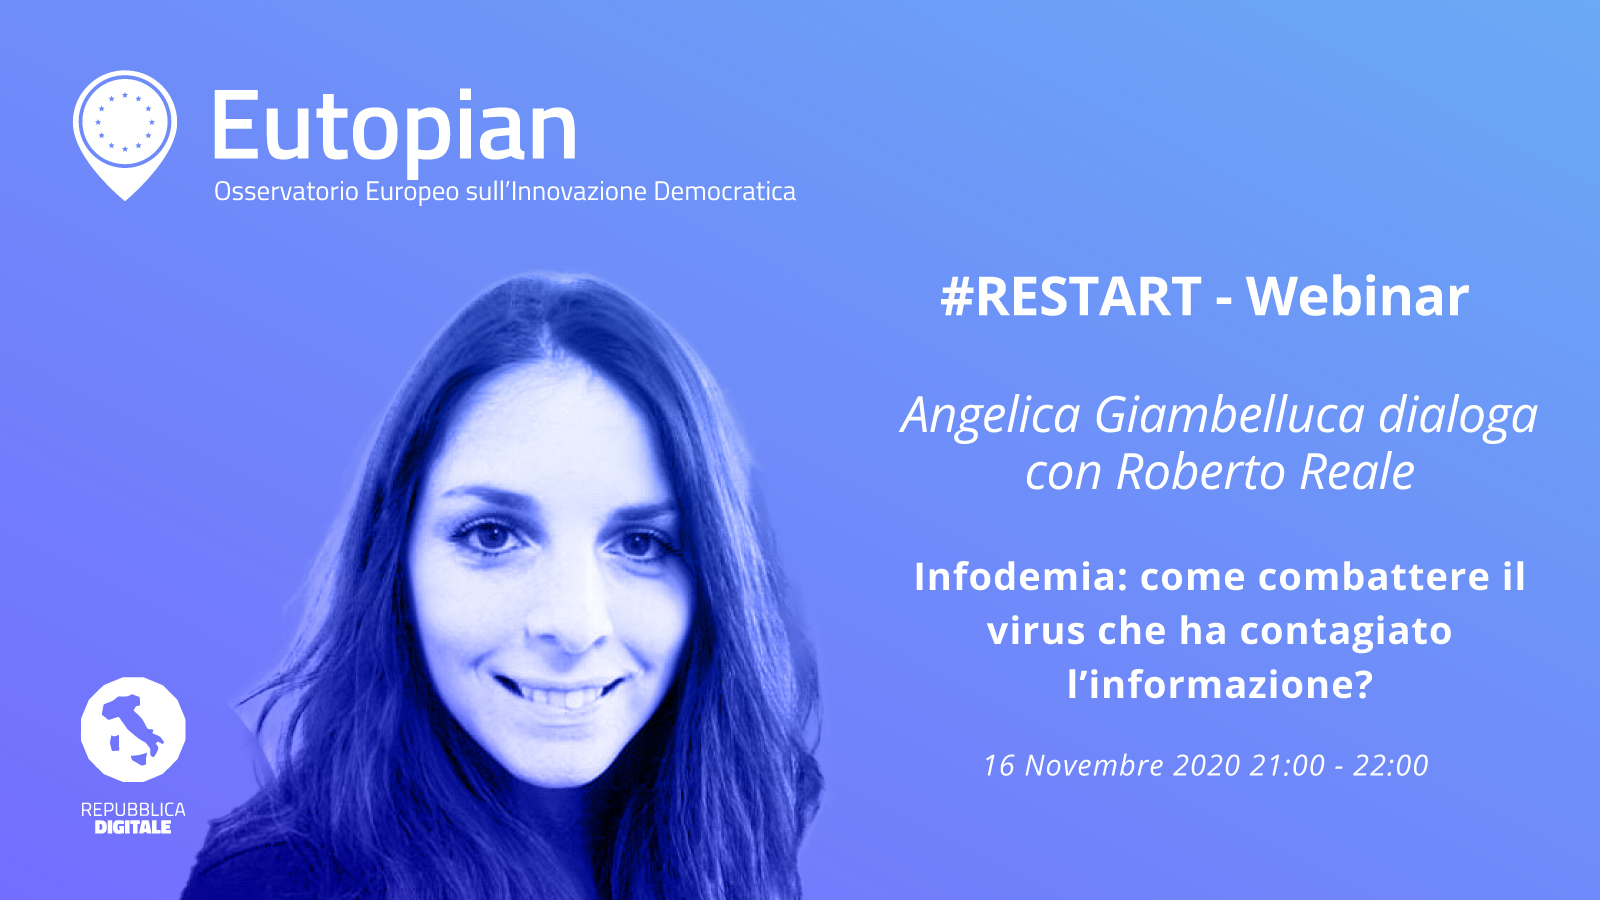 Eutopian
Osservatorio Europeo sull’Innovazione Democratica
#RESTART - Webinar
Angelica Giambelluca dialoga
con Roberto Reale
Infodemia: come combattere il
virus che ha contagiato
l’informazione?
16 Novembre 2020 21:00 - 22:00
REPUBBLICA
DIGITALE